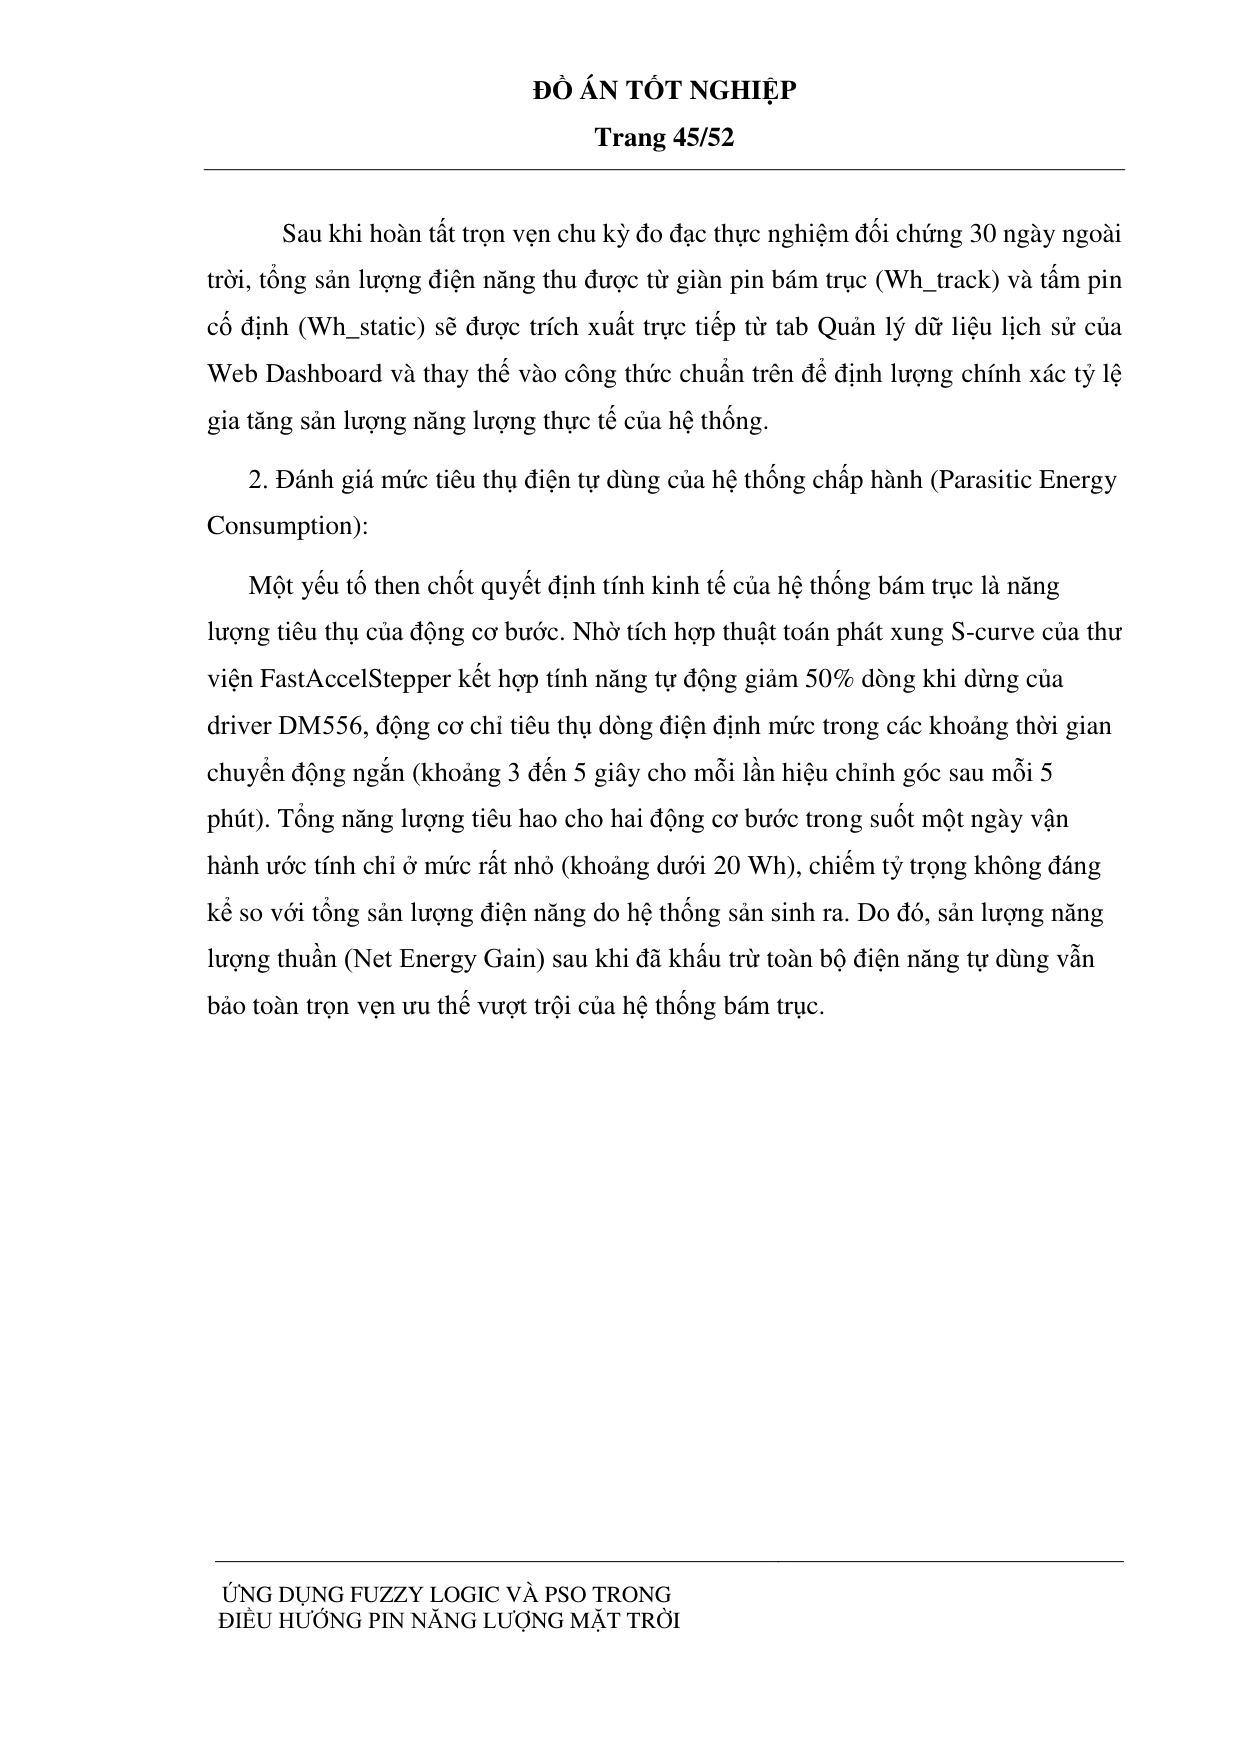 ĐỒ ÁN TỐT NGHIỆP
Trang 45/52
Sau khi hoàn tất trọn vẹn chu kỳ đo đạc thực nghiệm đối chứng 30 ngày ngoài
trời, tổng sản lượng điện năng thu được từ giàn pin bám trục (Wh_track) và tấm pin
cố định (Wh_static) sẽ được trích xuất trực tiếp từ tab Quản lý dữ liệu lịch sử của
Web Dashboard và thay thế vào công thức chuẩn trên để định lượng chính xác tỷ lệ
gia tăng sản lượng năng lượng thực tế của hệ thống.
2. Đánh giá mức tiêu thụ điện tự dùng của hệ thống chấp hành (Parasitic Energy
Consumption):
Một yếu tố then chốt quyết định tính kinh tế của hệ thống bám trục là năng
lượng tiêu thụ của động cơ bước. Nhờ tích hợp thuật toán phát xung S-curve của thư
viện FastAccelStepper kết hợp tính năng tự động giảm 50% dòng khi dừng của
driver DM556, động cơ chỉ tiêu thụ dòng điện định mức trong các khoảng thời gian
chuyển động ngắn (khoảng 3 đến 5 giây cho mỗi lần hiệu chỉnh góc sau mỗi 5
phút). Tổng năng lượng tiêu hao cho hai động cơ bước trong suốt một ngày vận
hành ước tính chỉ ở mức rất nhỏ (khoảng dưới 20 Wh), chiếm tỷ trọng không đáng
kể so với tổng sản lượng điện năng do hệ thống sản sinh ra. Do đó, sản lượng năng
lượng thuần (Net Energy Gain) sau khi đã khấu trừ toàn bộ điện năng tự dùng vẫn
bảo toàn trọn vẹn ưu thế vượt trội của hệ thống bám trục.
ỨNG DỤNG FUZZY LOGIC VÀ PSO TRONG
ĐIỀU HƯỚNG PIN NĂNG LƯỢNG MẶT TRỜI